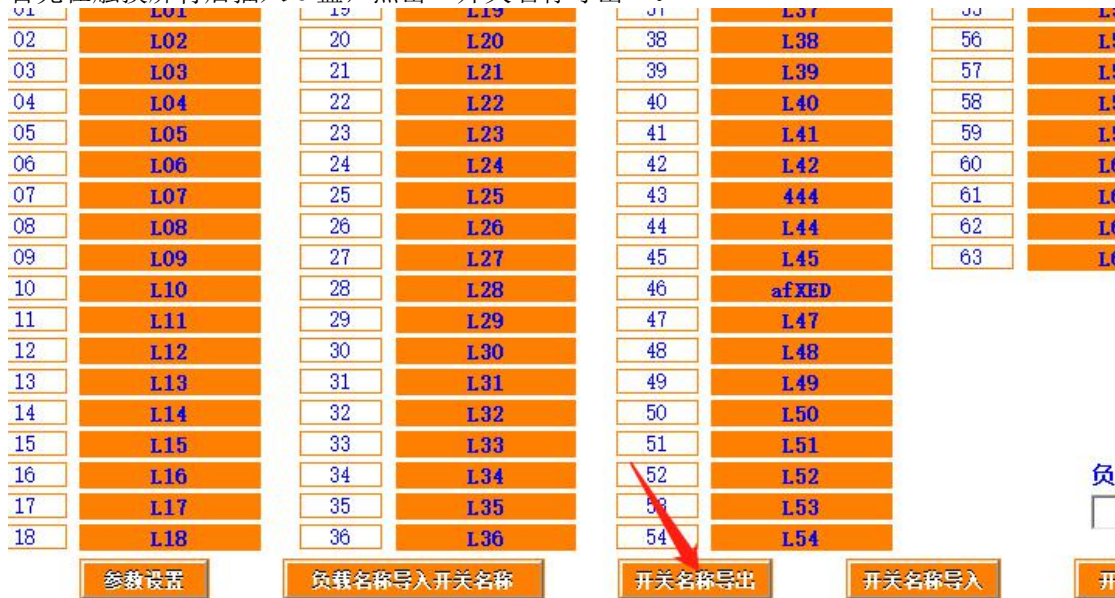 02 L02 20 L20 38 L38 56
03 L03 21 L21 39 L39 57
04 L04 22 L22 40 L40 58
05 L05 23 L23 41 L41 59
06 L06 24 L24 42 L42 60
07 L07 25 L25 43 444 61
08 L08 26 L26 44 L44 62
09 L09 27 L27 45 L45 63
10 L10 28 L28 46 afXED
11 L11 29 L29 47 L47
12 L12 30 L30 48 L48
13 L13 31 L31 49 L49
14 L14 32 L32 50 L50
15 L15 33 L33 51 L51
16 L16 34 L34 52 L52 负
17 L17 35 L35 53 L53
18 L18 36 L36 54 L54
参数设置 负载名称导入开关名称 开关名称导出 开关名称导入 开